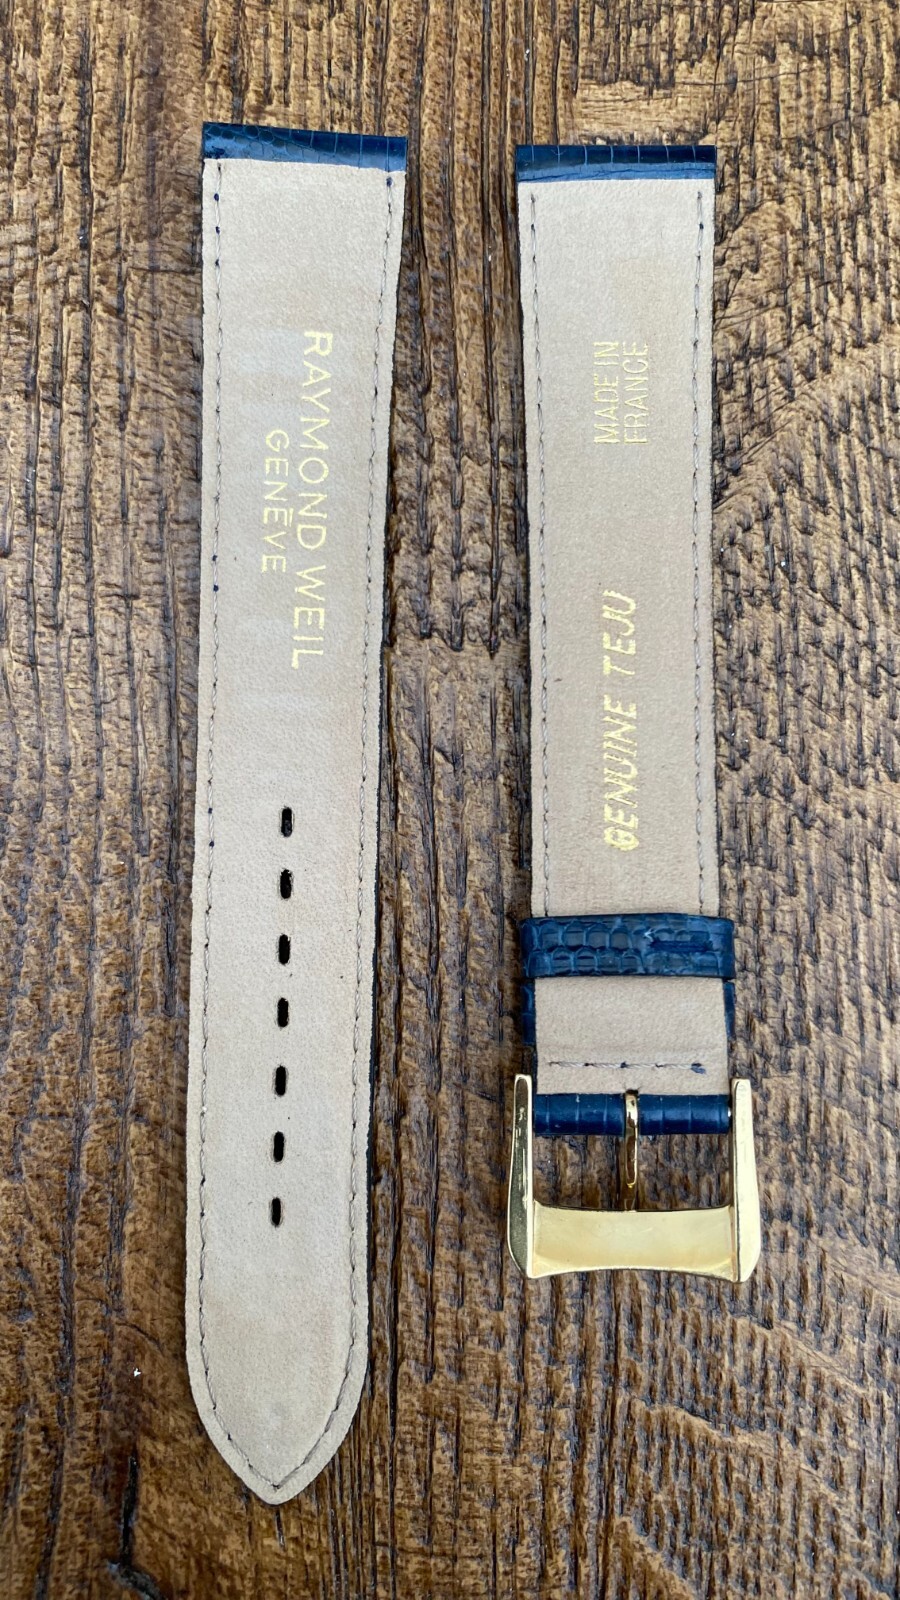 RAYMOND WEIL
GENÈVE
MADE IN
FRANCE
GENUINE TEJU